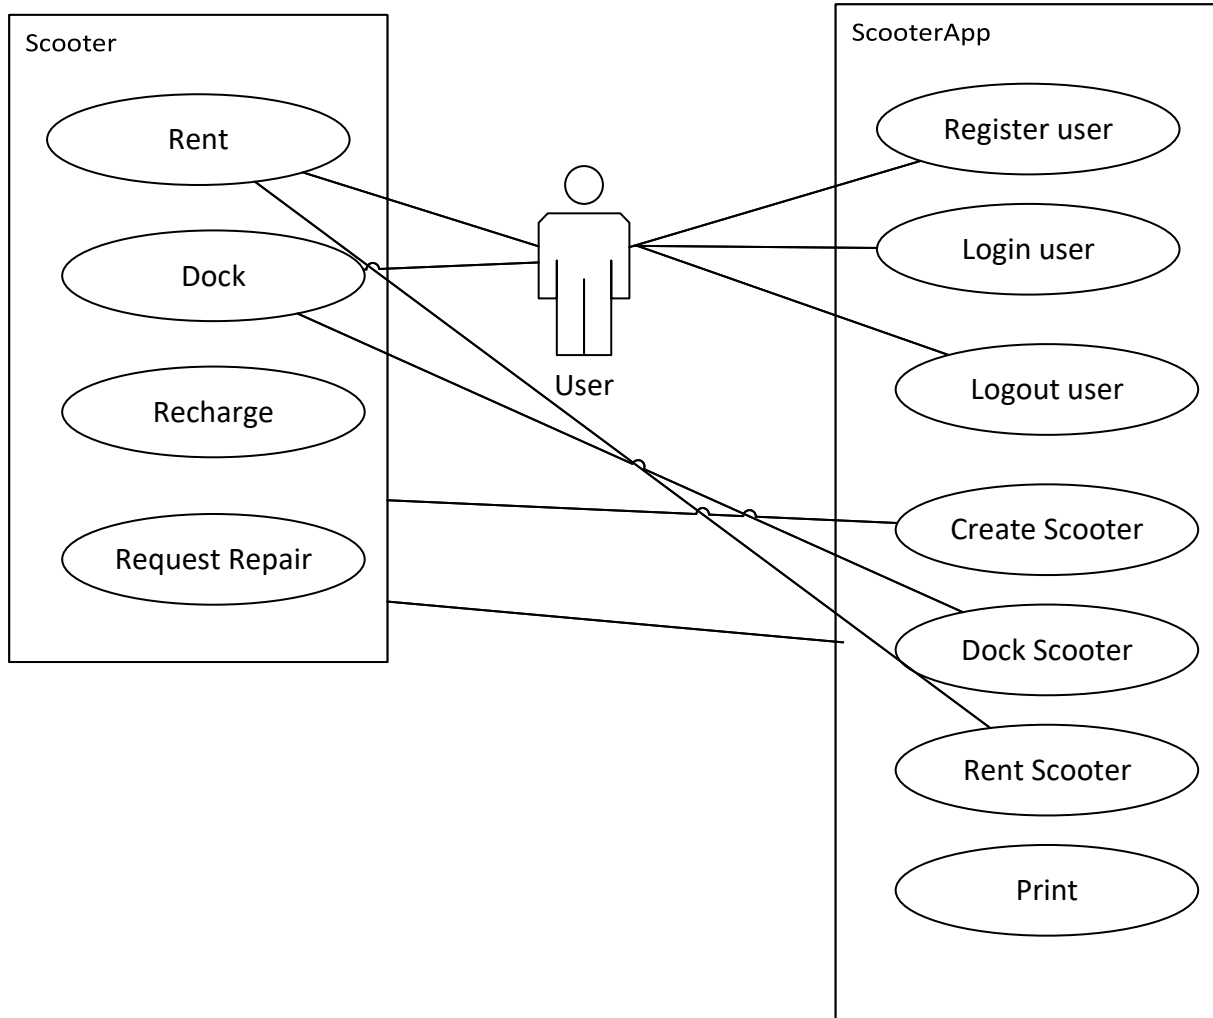 Scooter
Rent
Dock
Recharge
Request Repair
User
ScooterApp
Register user
Login user
Logout user
Create Scooter
Dock Scooter
Rent Scooter
Print